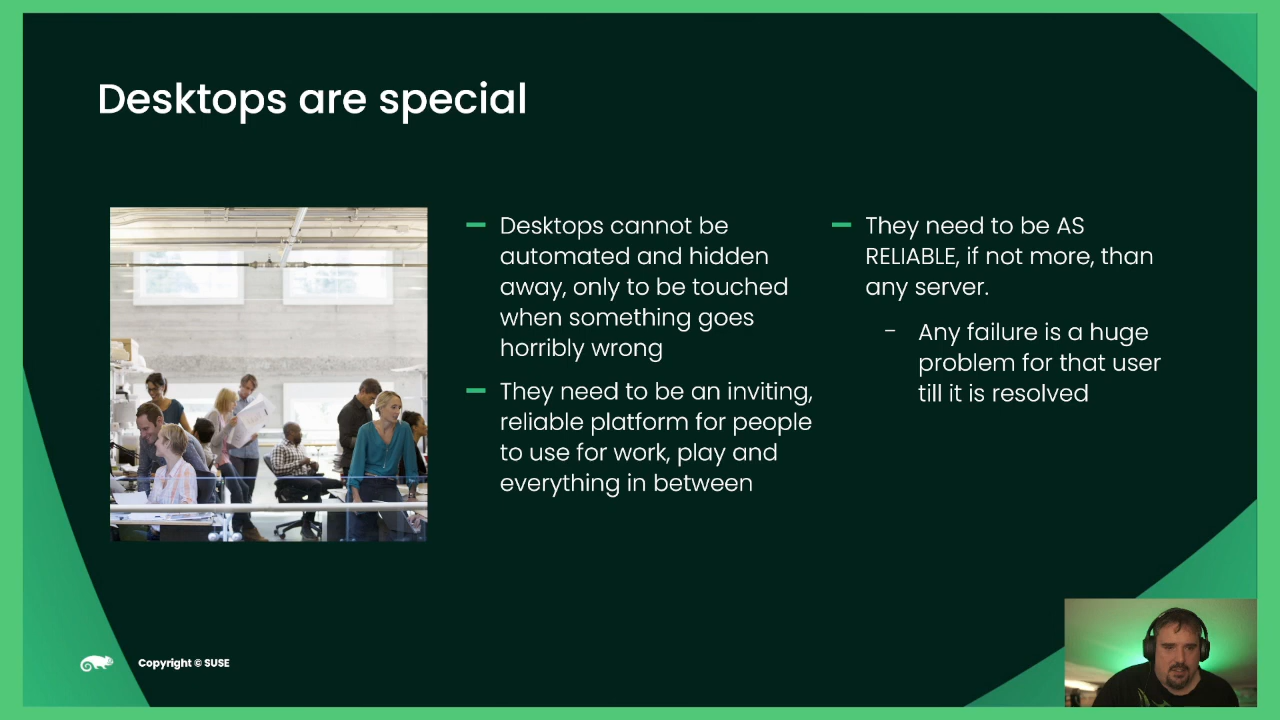 Desktops are special
Desktops cannot be
automated and hidden
away, only to be touched
when something goes
horribly wrong
They need to be an inviting,
reliable platform for people
to use for work, play and
everything in between
They need to be AS
RELIABLE, if not more, than
any server.
- Any failure is a huge
problem for that user
till it is resolved
Copyright © SUSE